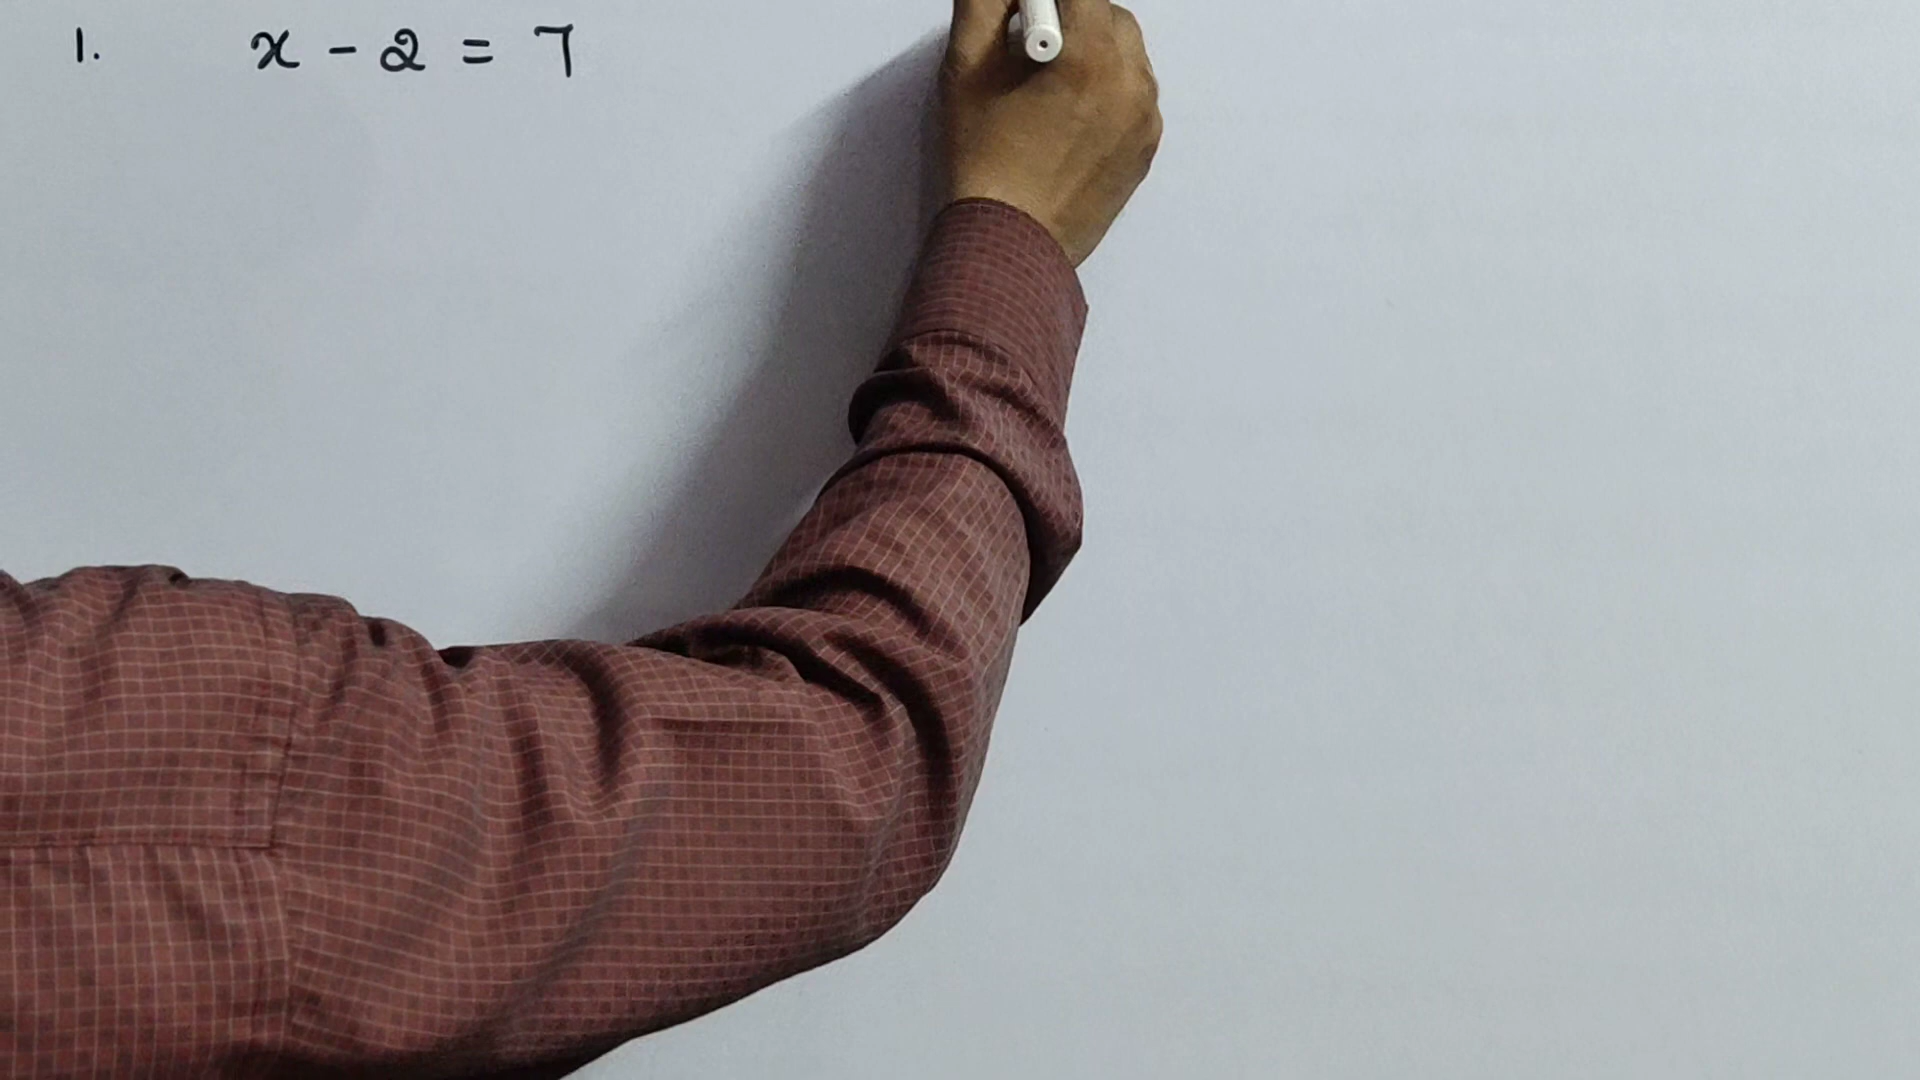 1. x - 2 = 7